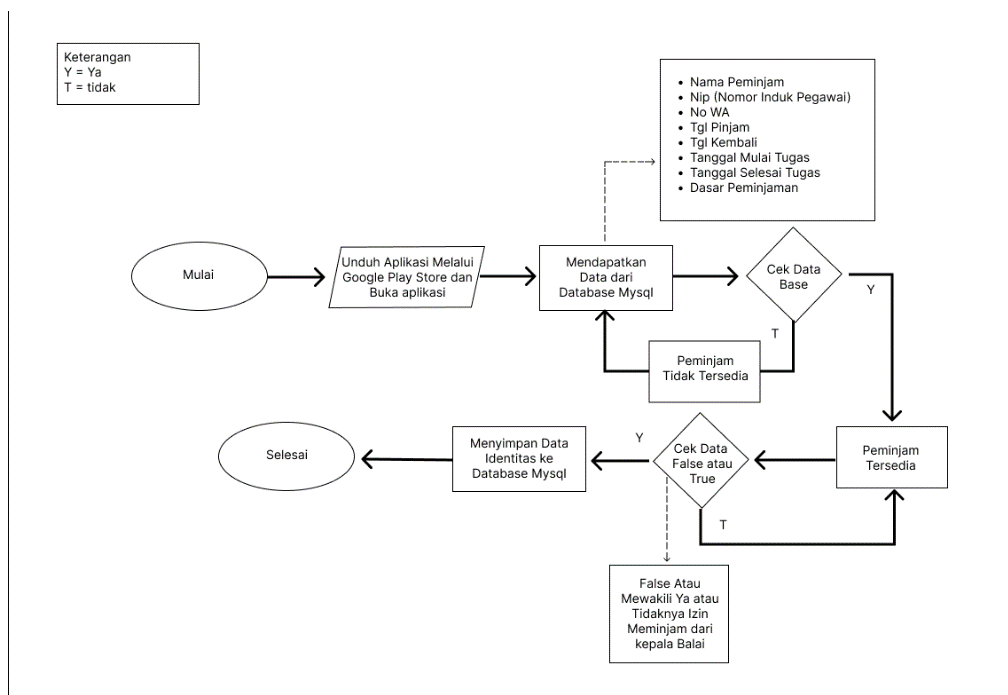 Keterangan
Y = Ya
T = tidak
• Nama Peminjam
• Nip (Nomor Induk Pegawai)
• No WA
• Tgl Pinjam
• Tgl Kembali
• Tanggal Mulai Tugas
• Tanggal Selesai Tugas
• Dasar Peminjaman
Mulai
Unduh Aplikasi Melalui
Google Play Store dan
Buka aplikasi
Mendapatkan
Data dari
Database Mysql
Cek Data
Base
Y
T
Peminjam
Tidak Tersedia
Peminjam
Tersedia
Cek Data
False atau
True
Y
T
Menyimpan Data
Identitas ke
Database Mysql
Selesai
False Atau
Mewakili Ya atau
Tidaknya Izin
Meminjam dari
kepala Balai